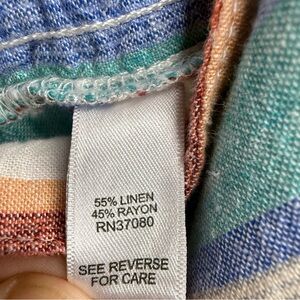 55% LINEN
45% RAYON
RN37080
SEE REVERSE
FOR CARE